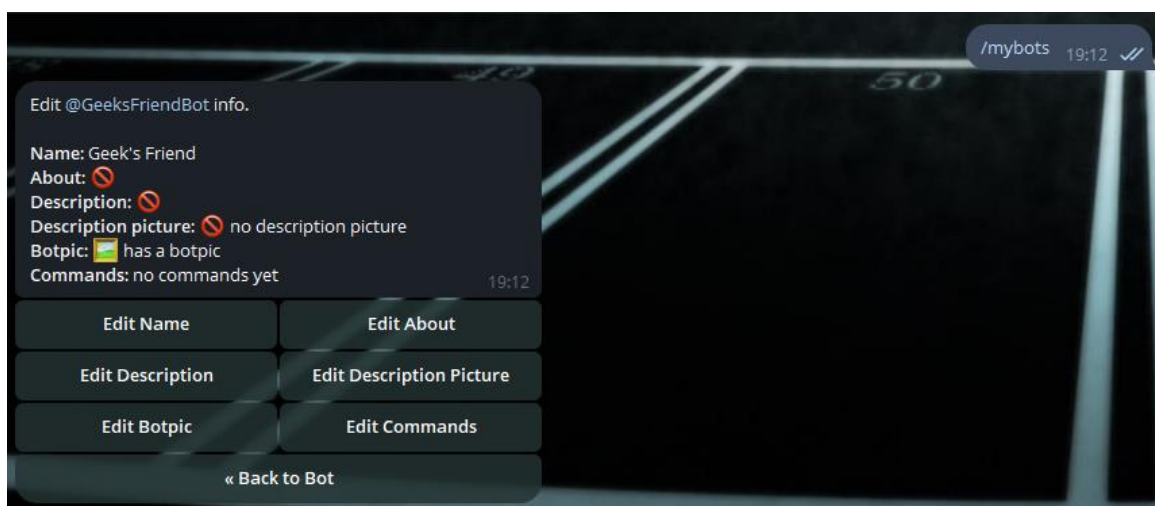 /mybots 19:12
Edit @GeeksFriendBot info.
Name: Geek's Friend
About: 🚫
Description: 🚫
Description picture: 🚫 no description picture
Botpic: 🖼 has a botpic
Commands: no commands yet
19:12
Edit Name
Edit About
Edit Description
Edit Description Picture
Edit Botpic
Edit Commands
« Back to Bot
50